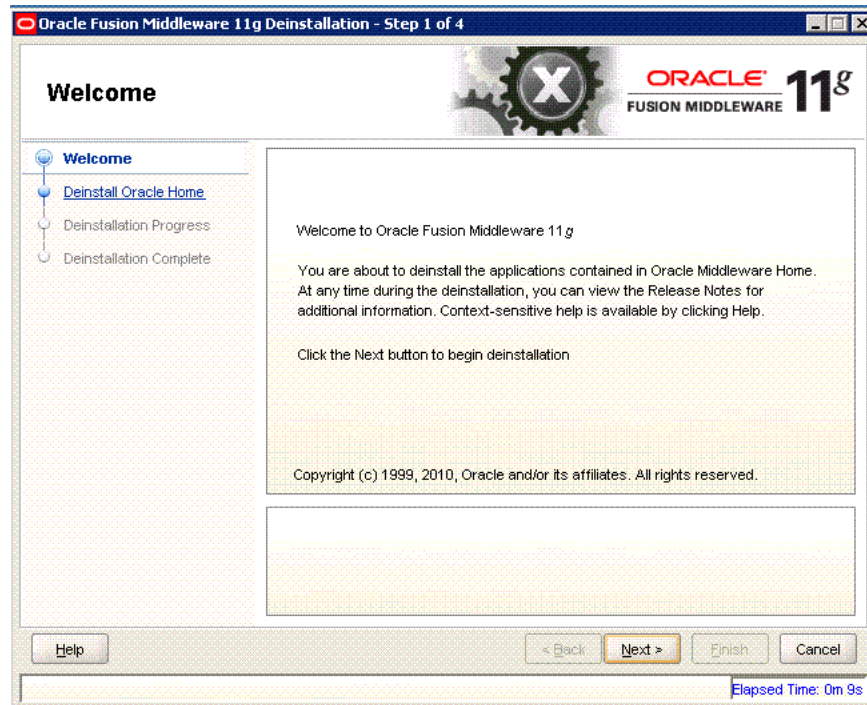 Oracle Fusion Middleware 11g Deinstallation - Step 1 of 4
Welcome
X
ORACLE®
FUSION MIDDLEWARE
11g
Welcome
Deinstall Oracle Home
Deinstallation Progress
Deinstallation Complete
Welcome to Oracle Fusion Middleware 11g
You are about to deinstall the applications contained in Oracle Middleware Home.
At any time during the deinstallation, you can view the Release Notes for
additional information. Context-sensitive help is available by clicking Help.
Click the Next button to begin deinstallation
Copyright (c) 1999, 2010, Oracle and/or its affiliates. All rights reserved.
Help
< Back
Next >
Finish
Cancel
Elapsed Time: 0m 9s